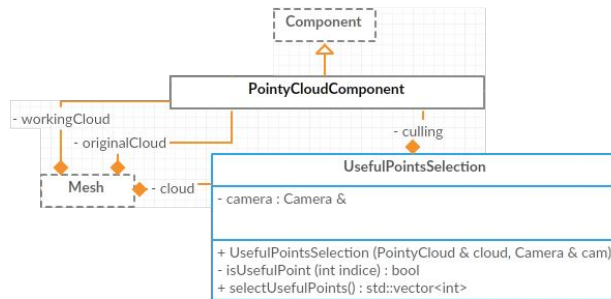 Component
PointyCloudComponent
- workingCloud
- originalCloud
- culling
Mesh
- cloud
UsefulPointsSelection
- camera : Camera &
+ UsefulPointsSelection (PointyCloud & cloud, Camera & cam)
- isUsefulPoint (int indice) : bool
+ selectUsefulPoints() : std::vector<int>